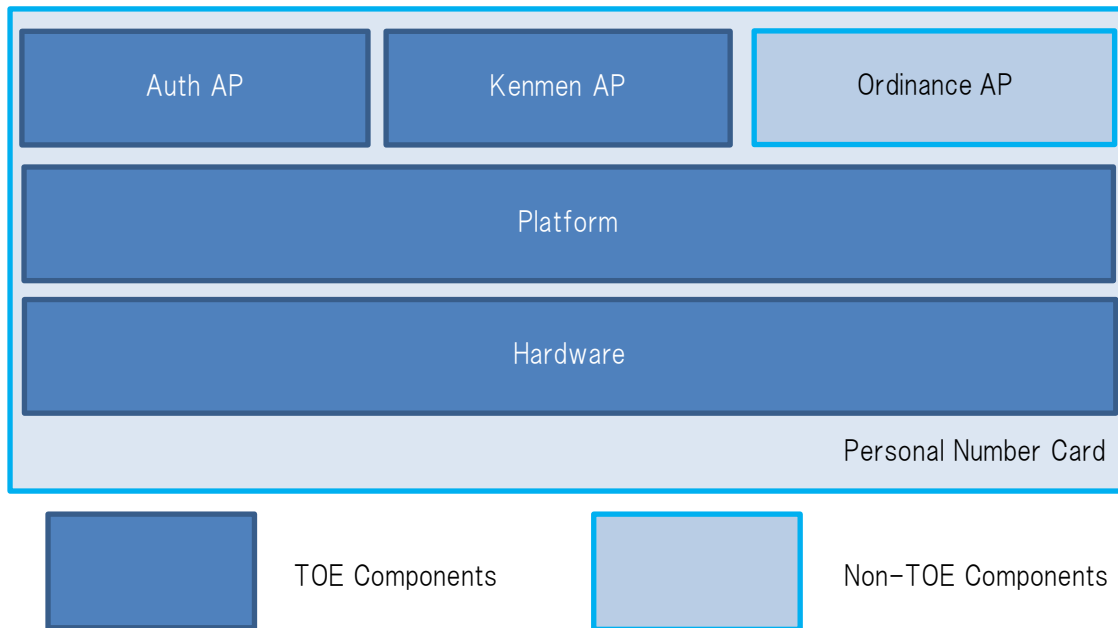 Auth AP
Kenmen AP
Ordinance AP
Platform
Hardware
Personal Number Card
TOE Components
Non-TOE Components